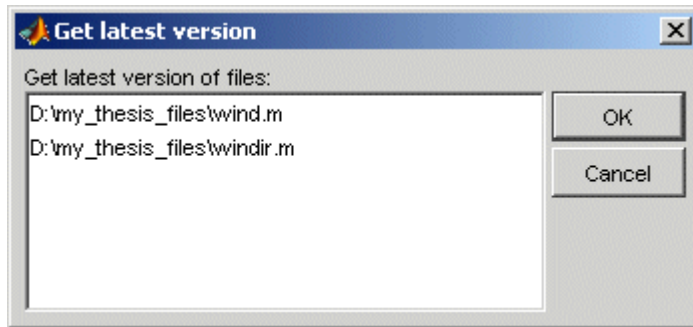 Get latest version
Get latest version of files:
D:\my_thesis_files\wind.m
D:\my_thesis_files\windir.m
OK
Cancel